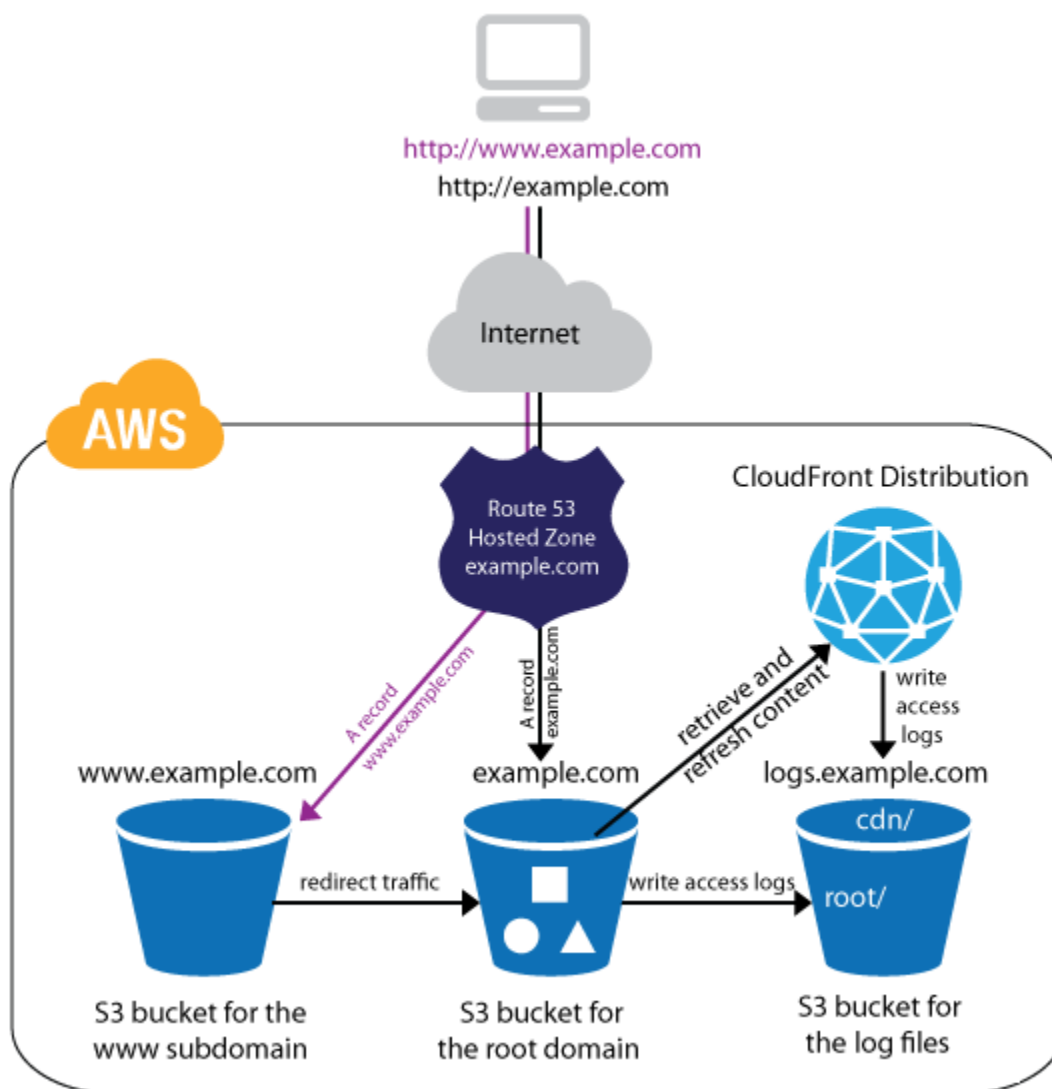 http://www.example.com
http://example.com
Internet
AWS
Route 53
Hosted Zone
example.com
CloudFront Distribution
A record
www.example.com
A record
example.com
retrieve and
refresh content
write
access
logs
www.example.com
example.com
logs.example.com
cdn/
redirect traffic
write access logs
root/
S3 bucket for the
www subdomain
S3 bucket for
the root domain
S3 bucket for
the log files